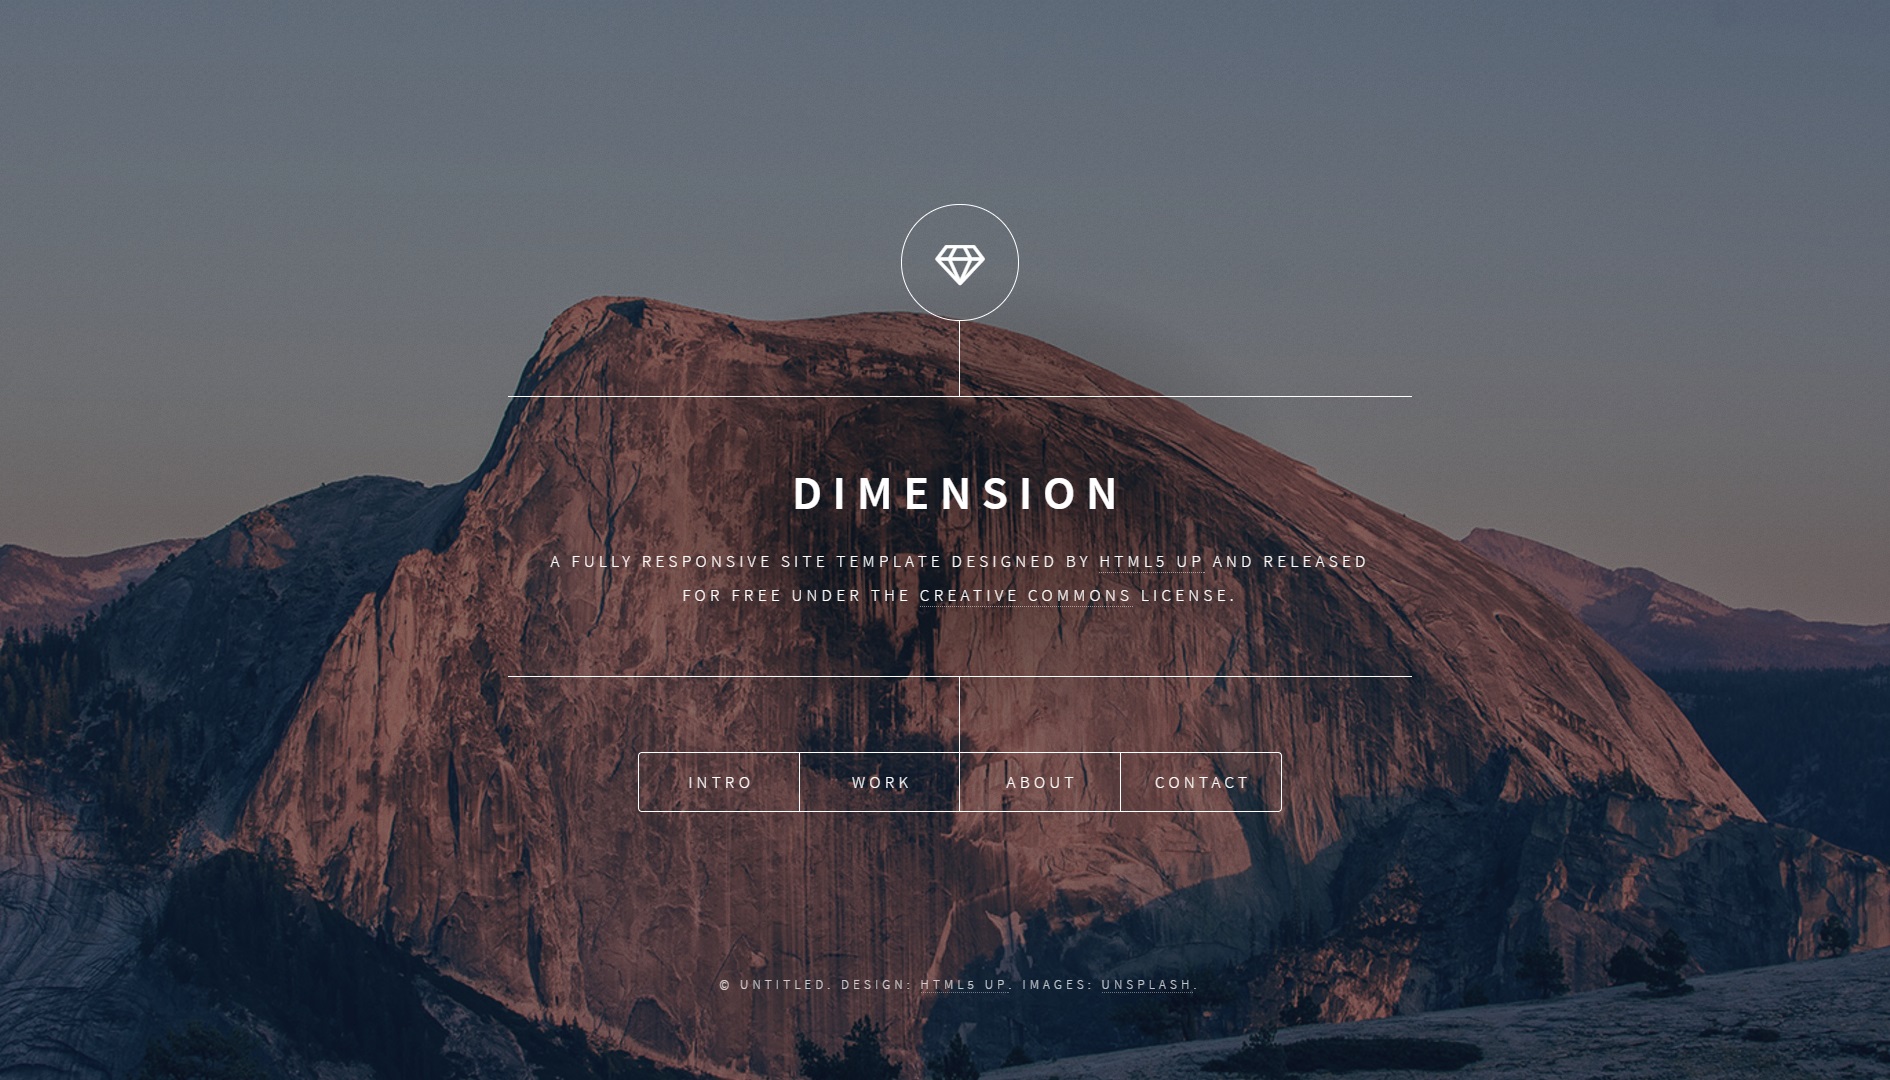 DIMENSION
A FULLY RESPONSIVE SITE TEMPLATE DESIGNED BY HTML5 UP AND RELEASED
FOR FREE UNDER THE CREATIVE COMMONS LICENSE.
INTRO WORK ABOUT CONTACT
© UNTITLED. DESIGN: HTML5 UP. IMAGES: UNSPLASH.